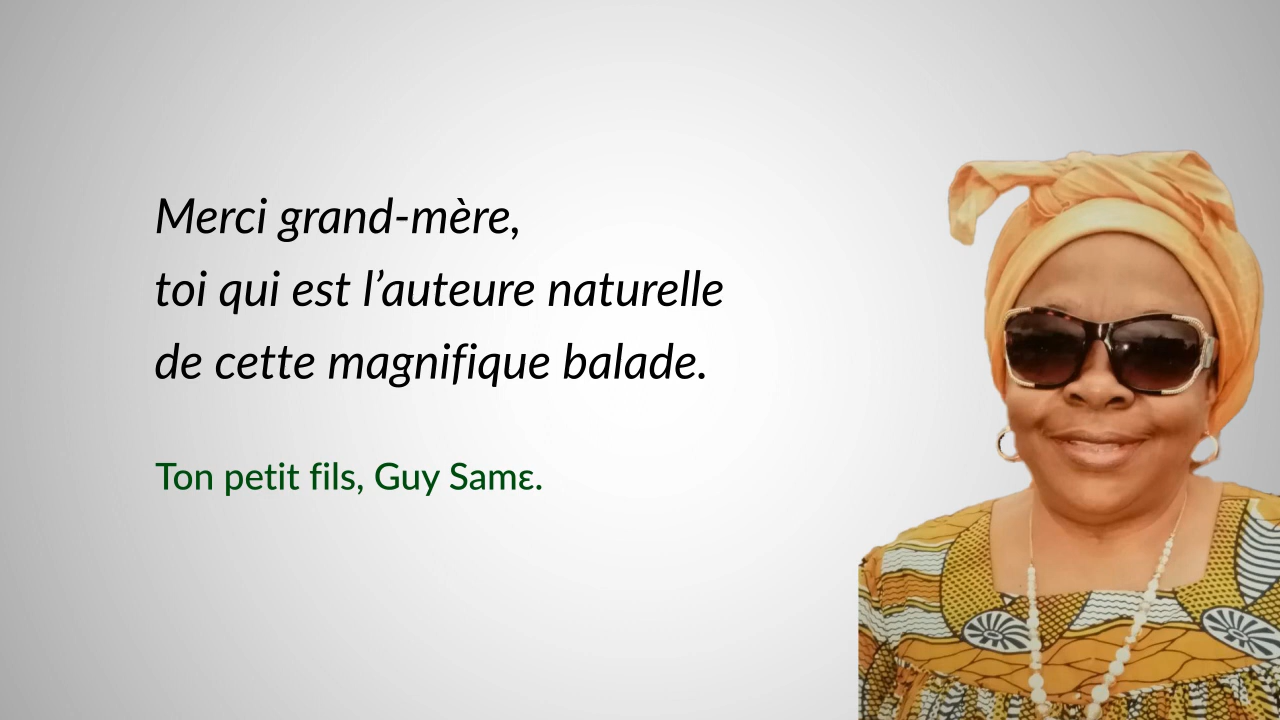 Merci grand-mère,
toi qui est l’auteure naturelle
de cette magnifique balade.
Ton petit fils, Guy Samɛ.